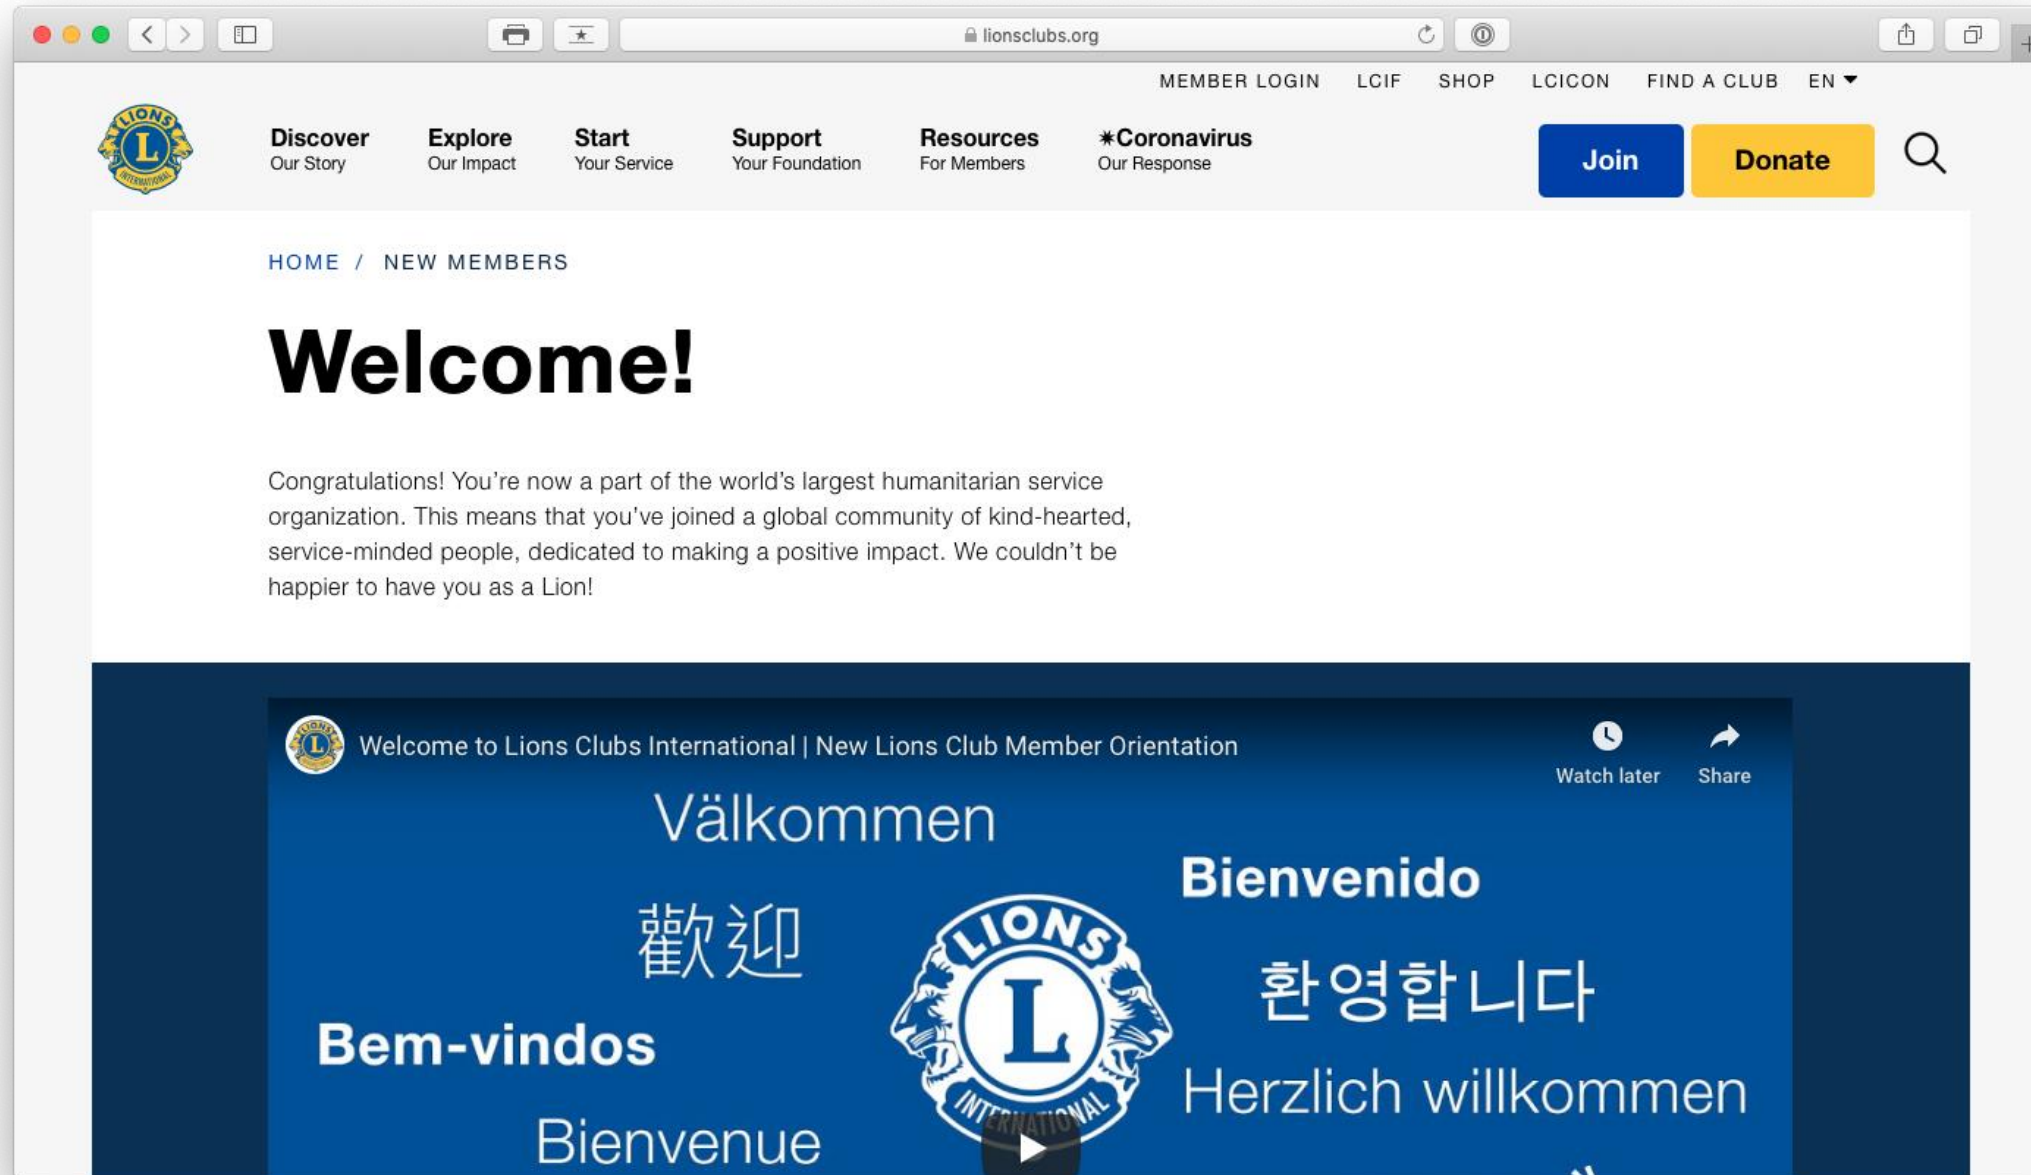 lionsclubs.org
MEMBER LOGIN LCIF SHOP LCICON FIND A CLUB EN
LIONS
L
INTERNATIONAL
Discover
Our Story
Explore
Our Impact
Start
Your Service
Support
Your Foundation
Resources
For Members
✷Coronavirus
Our Response
Join
Donate
HOME / NEW MEMBERS
Welcome!
Congratulations! You’re now a part of the world’s largest humanitarian service
organization. This means that you’ve joined a global community of kind-hearted,
service-minded people, dedicated to making a positive impact. We couldn’t be
happier to have you as a Lion!
LIONS
L
Welcome to Lions Clubs International | New Lions Club Member Orientation
Watch later
Share
Välkommen
Bienvenido
歡迎
LIONS
L
INTERNATIONAL
환영합니다
Bem-vindos
Herzlich willkommen
Bienvenue